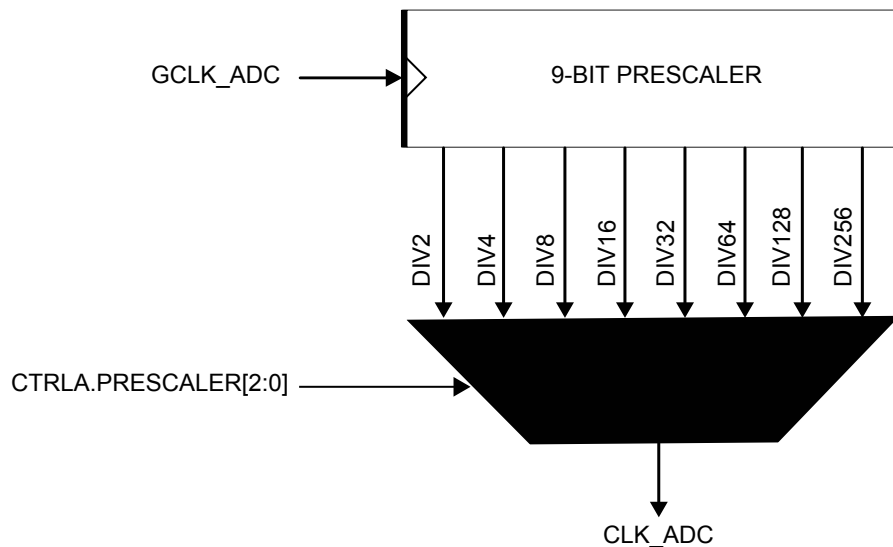 GCLK_ADC
9-BIT PRESCALER
DIV2
DIV4
DIV8
DIV16
DIV32
DIV64
DIV128
DIV256
CTRLA.PRESCALER[2:0]
CLK_ADC